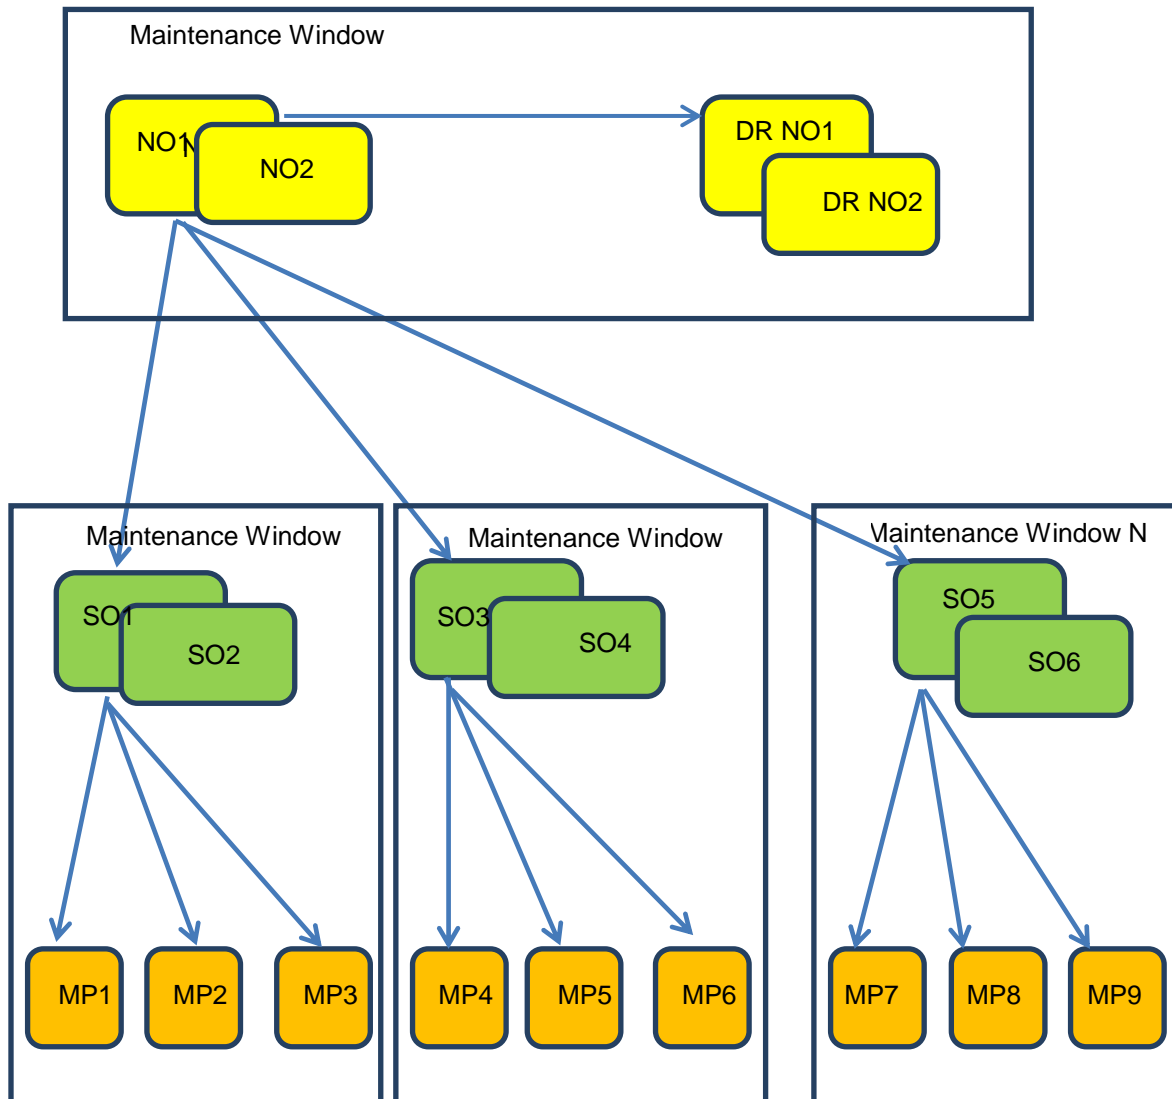 Maintenance Window
NO1
NO2
DR NO1
DR NO2
Maintenance Window
Maintenance Window
Maintenance Window N
SO1
SO2
SO3
SO4
SO5
SO6
MP1
MP2
MP3
MP4
MP5
MP6
MP7
MP8
MP9